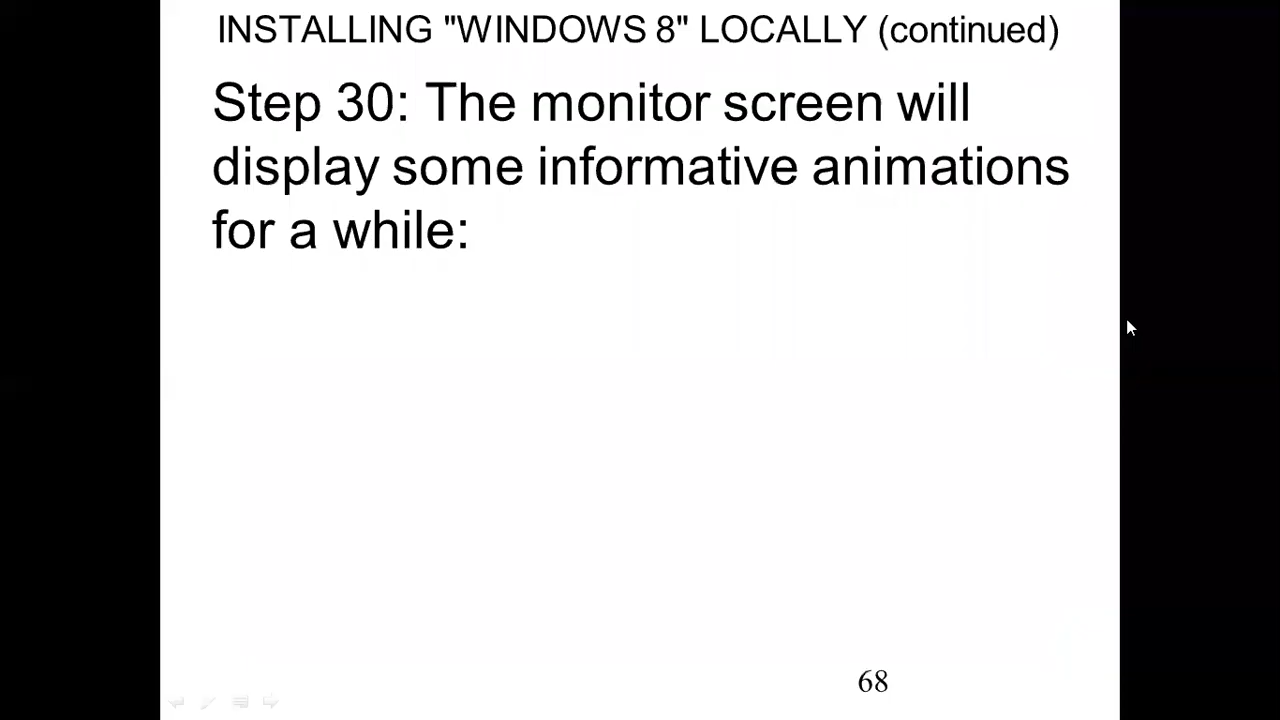 INSTALLING "WINDOWS 8" LOCALLY (continued)
Step 30: The monitor screen will
display some informative animations
for a while:
68